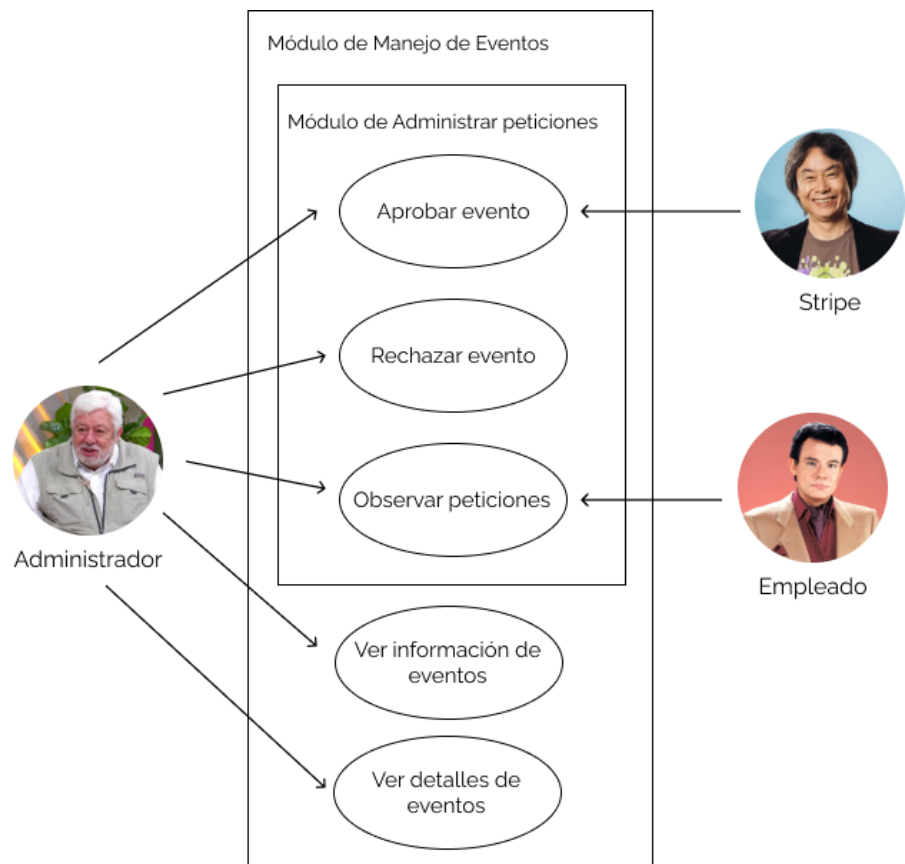 Módulo de Manejo de Eventos
Módulo de Administrar peticiones
Aprobar evento
Stripe
Rechazar evento
Observar peticiones
Administrador
Empleado
Ver información de
eventos
Ver detalles de
eventos